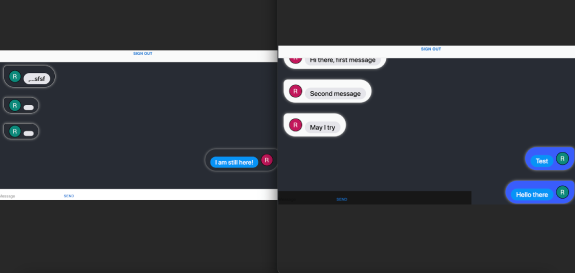 SIGN OUT
R
,...sfsf
R
R
I am still here!
R
Message
SEND
SIGN OUT
R
Hi there, first message
R
Second message
R
May I try
Test
R
Hello there
R
SEND